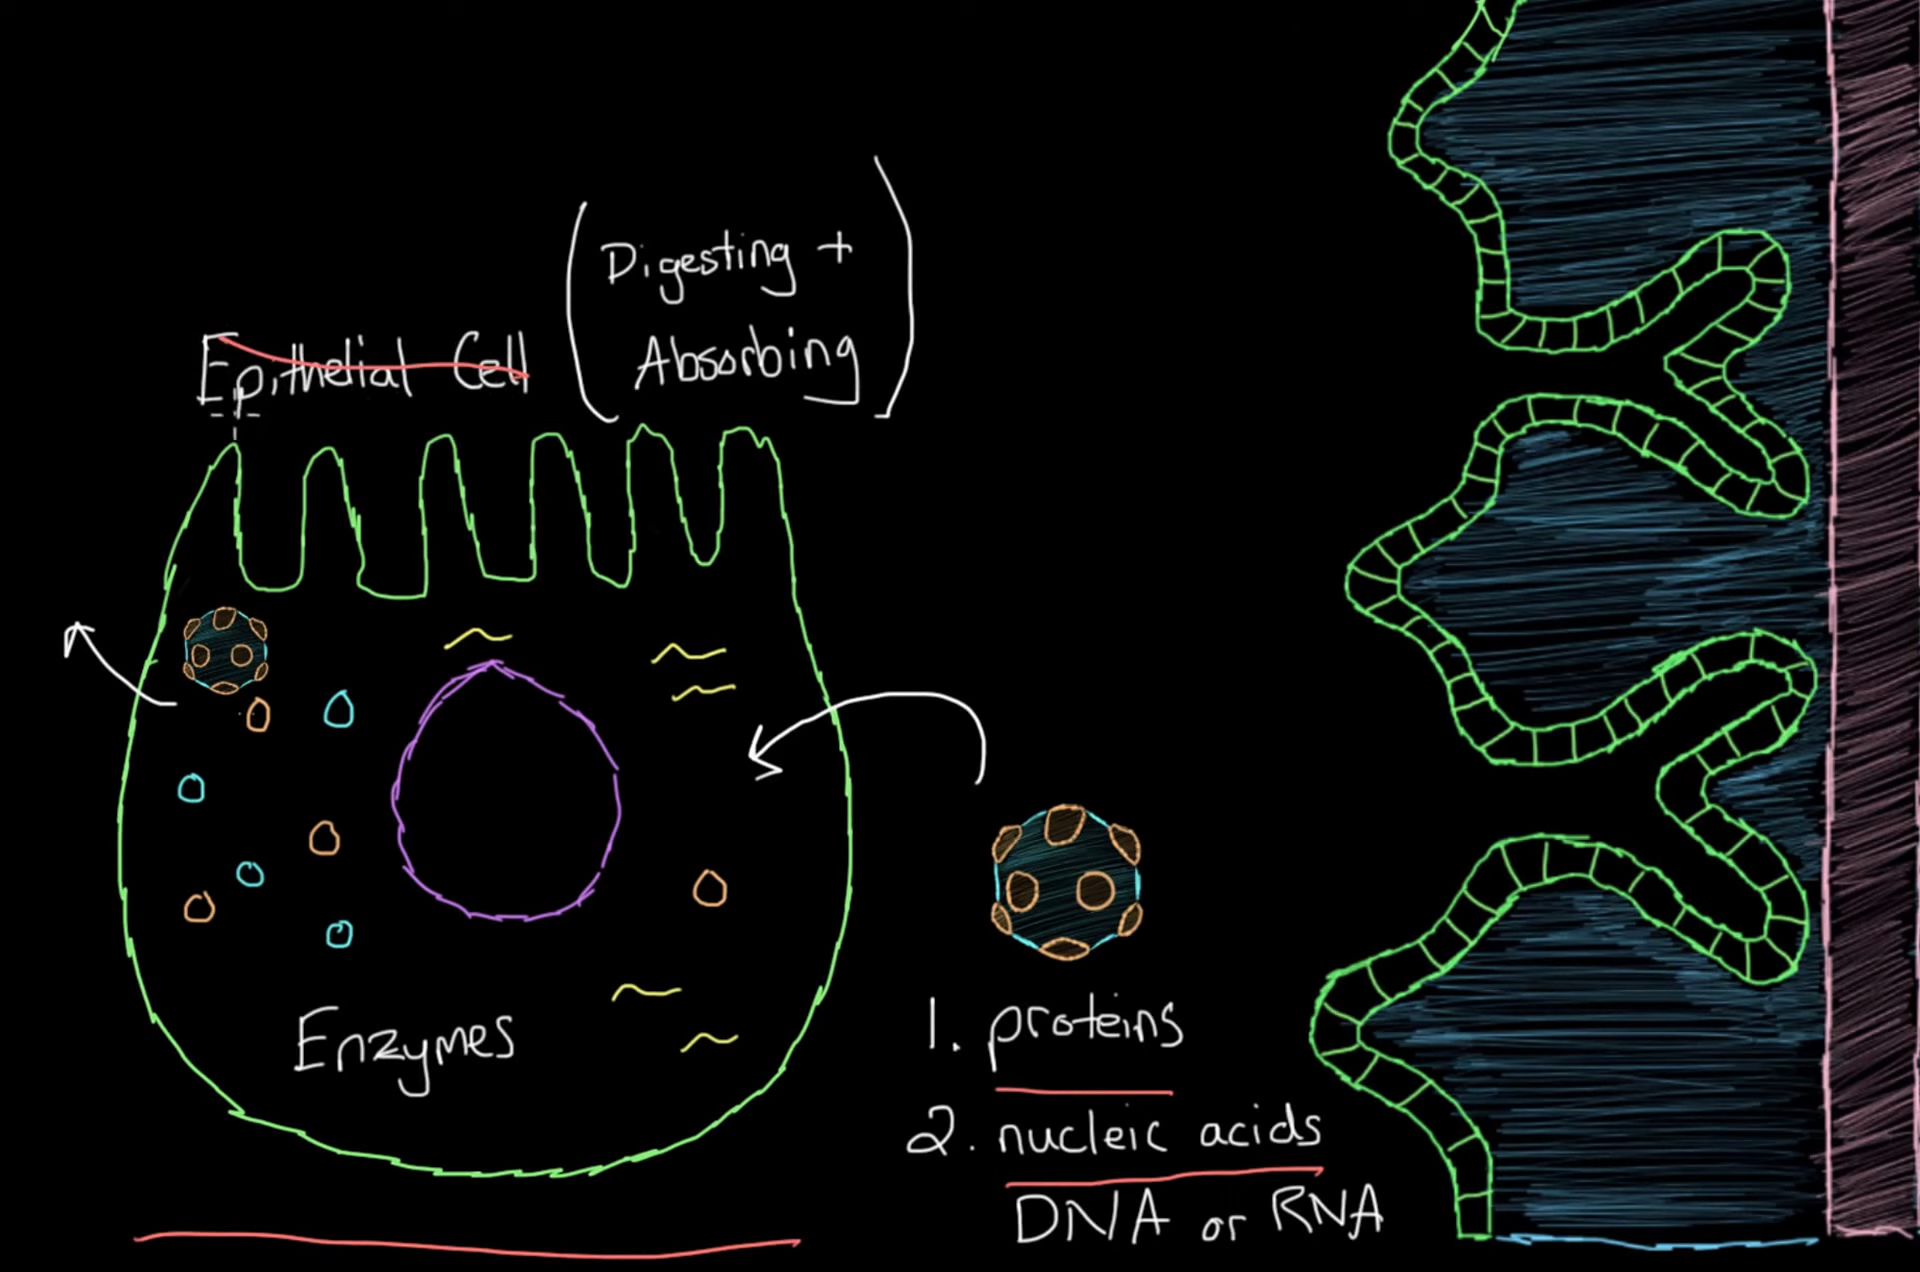 Digesting +
Absorbing
Epithelial Cell
Enzymes
1. proteins
2. nucleic acids
DNA or RNA